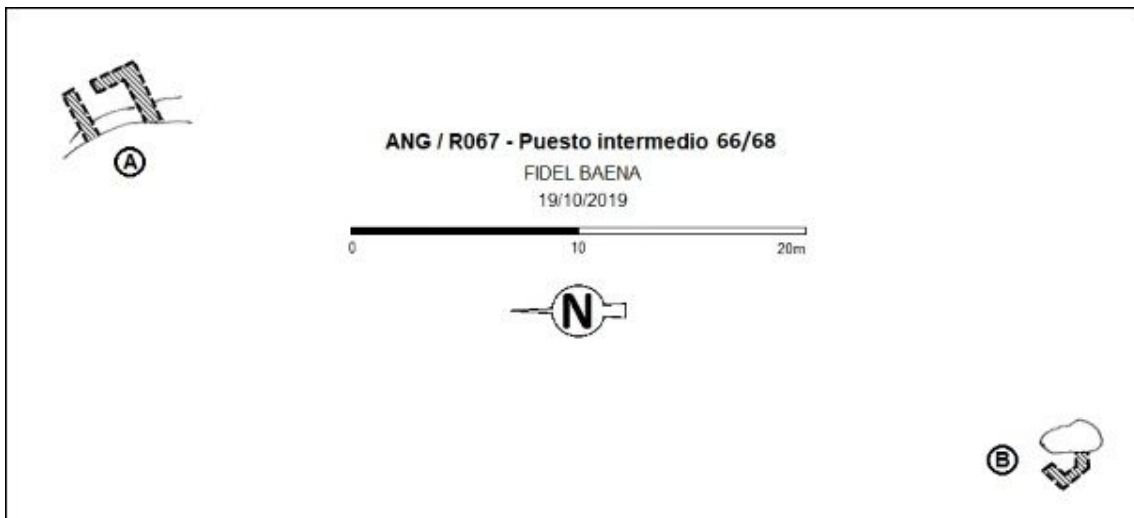 A
ANG / R067 - Puesto intermedio 66/68
FIDEL BAENA
19/10/2019
0 10 20m
N
B